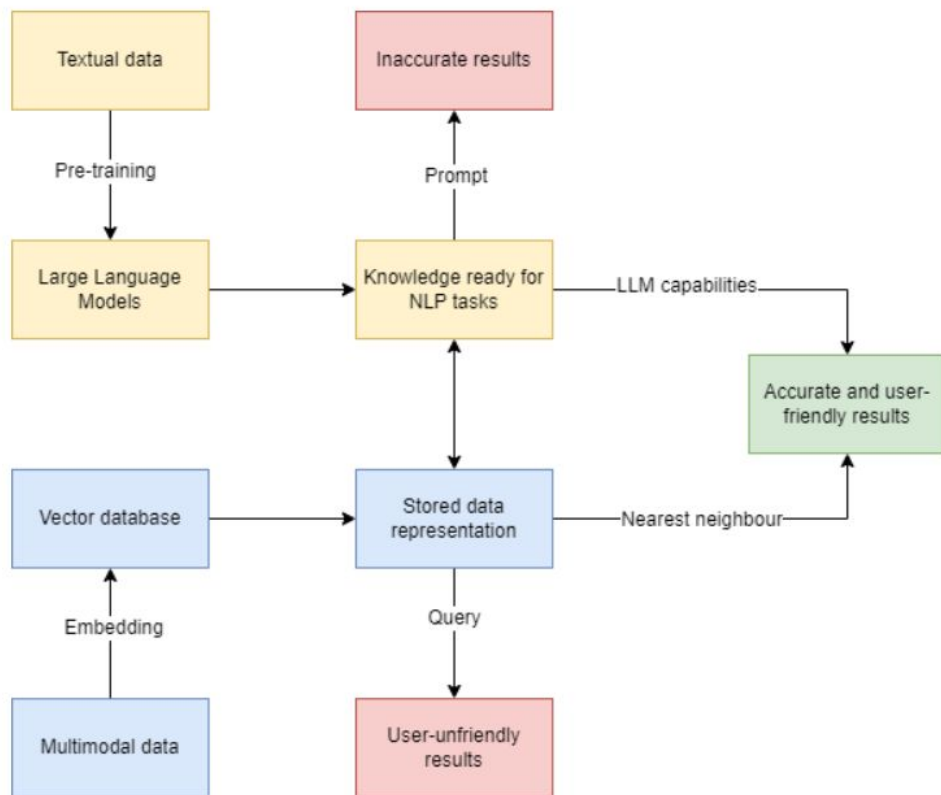 Textual data
Inaccurate results
Pre-training
Prompt
Large Language
Models
Knowledge ready for
NLP tasks
LLM capabilities
Accurate and user-
friendly results
Vector database
Stored data
representation
Nearest neighbour
Embedding
Query
Multimodal data
User-unfriendly
results